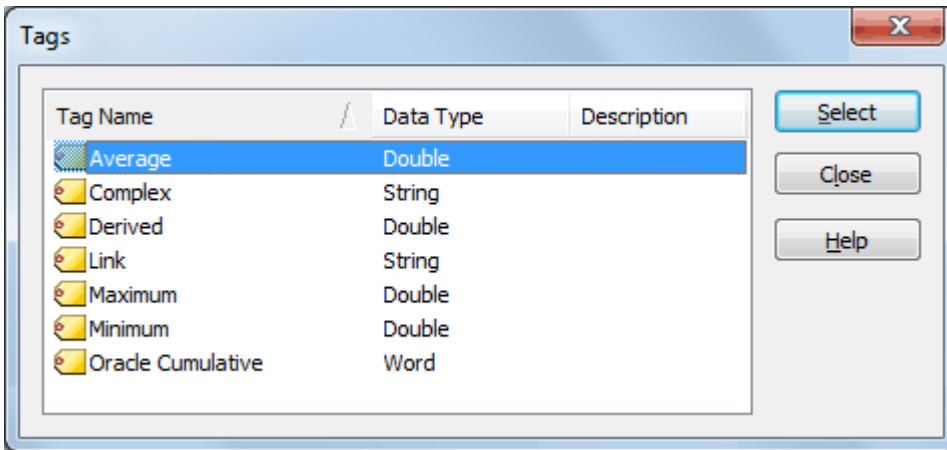 Tags
Tag Name Data Type Description
Average Double
Complex String
Derived Double
Link String
Maximum Double
Minimum Double
Oracle Cumulative Word
Select
Close
Help